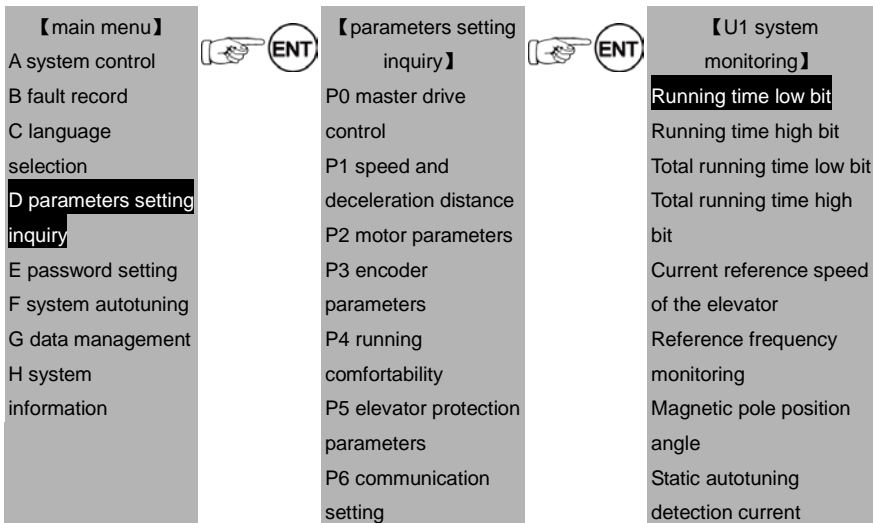 【main menu】
A system control
B fault record
C language
selection
D parameters setting
inquiry
E password setting
F system autotuning
G data management
H system
information
ENT
【parameters setting
inquiry】
P0 master drive
control
P1 speed and
deceleration distance
P2 motor parameters
P3 encoder
parameters
P4 running
comfortability
P5 elevator protection
parameters
P6 communication
setting
ENT
【U1 system
monitoring】
Running time low bit
Running time high bit
Total running time low bit
Total running time high
bit
Current reference speed
of the elevator
Reference frequency
monitoring
Magnetic pole position
angle
Static autotuning
detection current